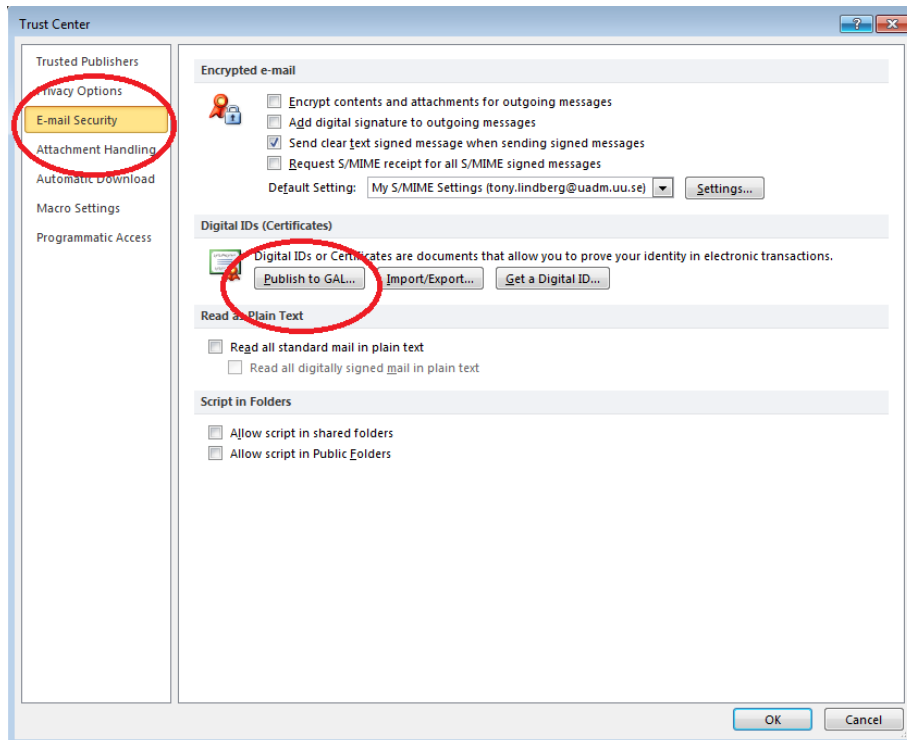 Trust Center
Trusted Publishers
Privacy Options
E-mail Security
Attachment Handling
Automatic Download
Macro Settings
Programmatic Access
Encrypted e-mail
Encrypt contents and attachments for outgoing messages
Add digital signature to outgoing messages
Send clear text signed message when sending signed messages
Request S/MIME receipt for all S/MIME signed messages
Default Setting: My S/MIME Settings (tony.lindberg@uadm.uu.se) Settings...
Digital IDs (Certificates)
Digital IDs or Certificates are documents that allow you to prove your identity in electronic transactions.
Publish to GAL... Import/Export... Get a Digital ID...
Read as Plain Text
Read all standard mail in plain text
Read all digitally signed mail in plain text
Script in Folders
Allow script in shared folders
Allow script in Public Folders
OK Cancel